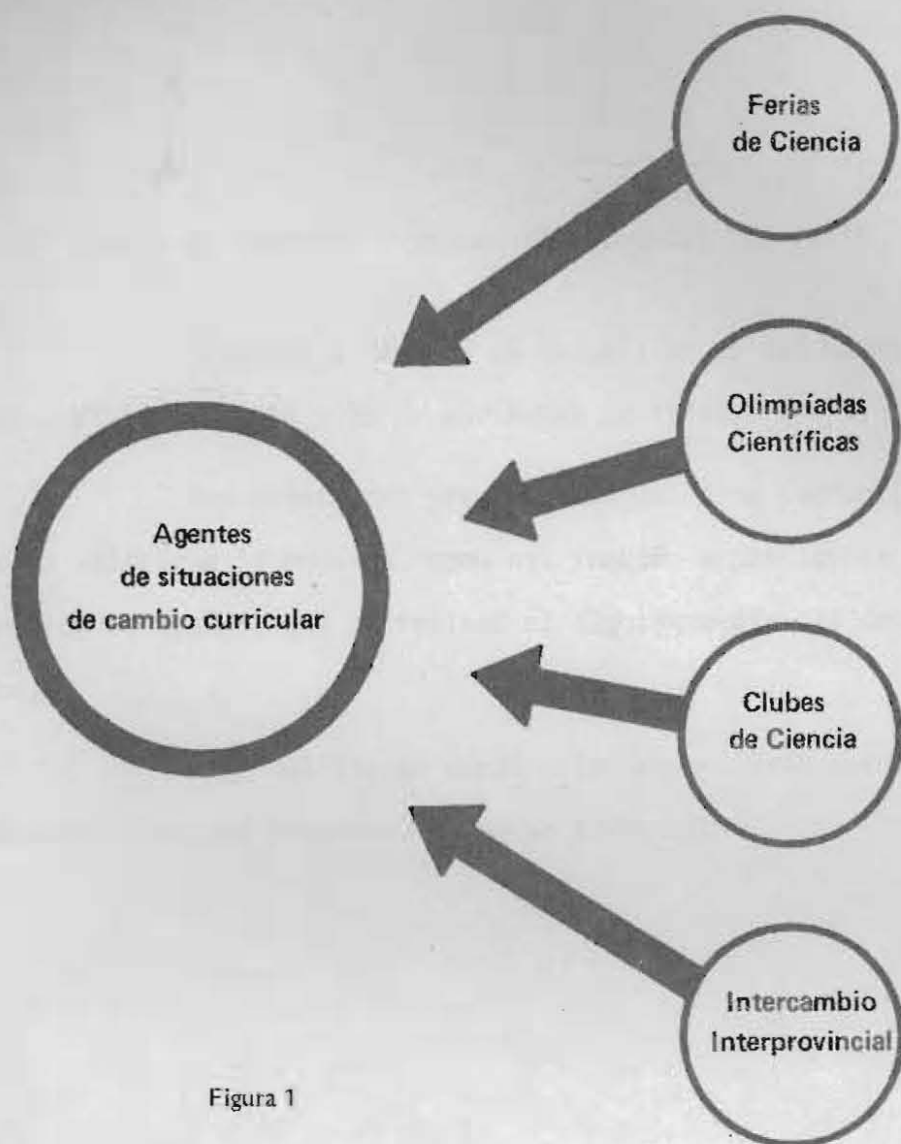 Ferias
de Ciencia
Olimpíadas
Científicas
Agentes
de situaciones
de cambio curricular
Clubes
de Ciencia
Intercambio
Interprovincial
Figura 1